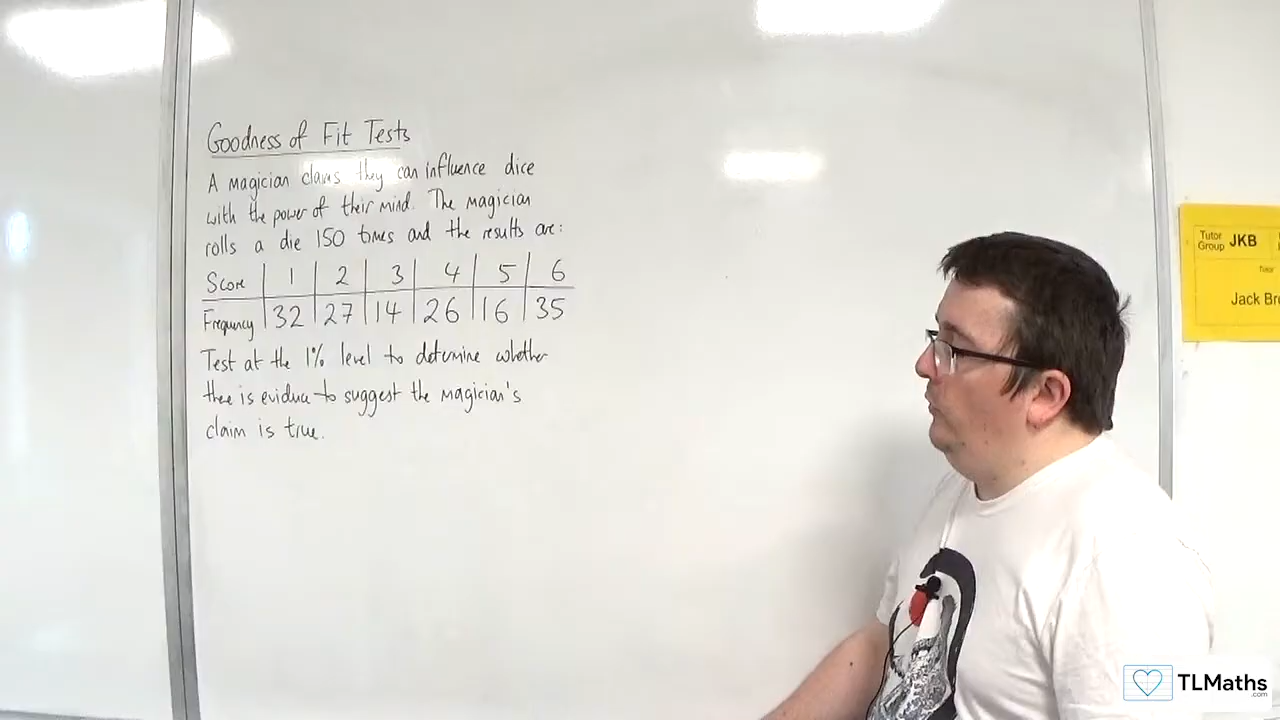 Goodness of Fit Tests
A magician claims they can influence dice
with the power of their mind. The magician
rolls a die 150 times and the results are:
Score 1 2 3 4 5 6
Frequency 32 27 14 26 16 35
Test at the 1% level to determine whether
there is evidence to suggest the magician's
claim is true.
Tutor
Group JKB
Tutor
Jack
TLMaths
.com